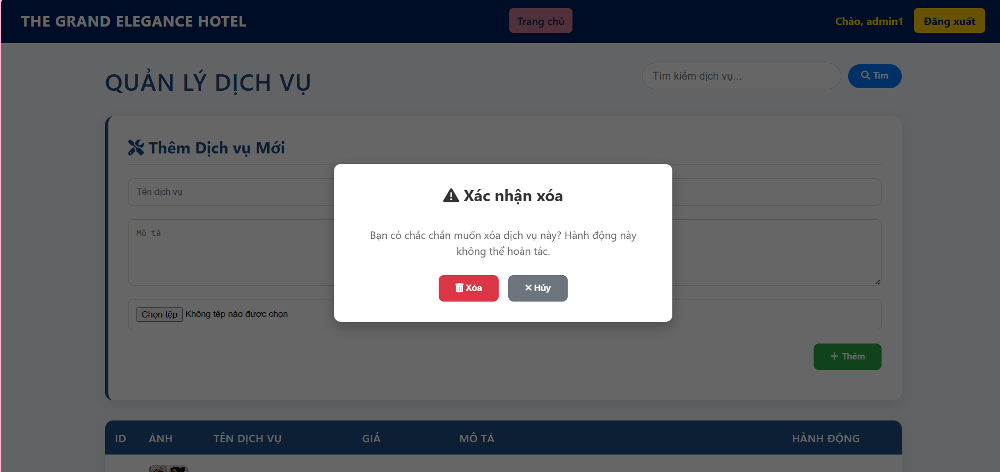 THE GRAND ELEGANCE HOTEL
Trang chủ
Chào, admin1
Đăng xuất
QUẢN LÝ DỊCH VỤ
Tìm kiếm dịch vụ...
Tìm
Thêm Dịch vụ Mới
Tên dịch vụ
Mô tả
Chọn tệp Không tệp nào được chọn
Thêm
Xác nhận xóa
Bạn có chắc chắn muốn xóa dịch vụ này? Hành động này
không thể hoàn tác.
Xóa
Hủy
ID ẢNH TÊN DỊCH VỤ GIÁ MÔ TẢ HÀNH ĐỘNG